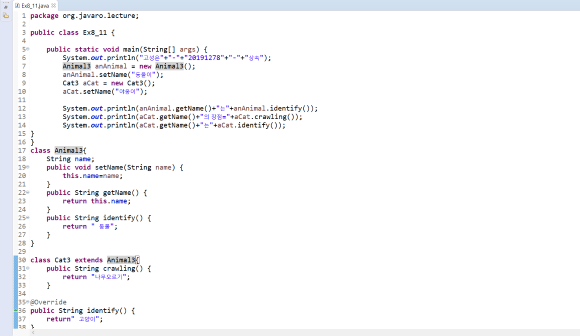 Ex8_11.java
1 package org.javaro.lecture;
2
3 public class Ex8_11 {
4
5 public static void main(String[] args) {
6 System.out.println("고성은"+"-"+"20191278"+"-"+"상욱");
7 Animal3 anAnimal = new Animal3();
8 anAnimal.setName("동물이");
9 Cat3 aCat = new Cat3();
10 aCat.setName("야옹이");
11
12 System.out.println(anAnimal.getName()+"는"+anAnimal.identify());
13 System.out.println(aCat.getName()+"의 장점="+aCat.crawling());
14 System.out.println(aCat.getName()+"는"+aCat.identify());
15 }
16 }
17 class Animal3{
18 String name;
19 public void setName(String name) {
20 this.name=name;
21 }
22 public String getName() {
23 return this.name;
24 }
25 public String identify() {
26 return " 동물";
27 }
28 }
29
30 class Cat3 extends Animal3{
31 public String crawling() {
32 return "나무오르기";
33 }
34
35 @Override
36 public String identify() {
37 return" 고양이";
38 }